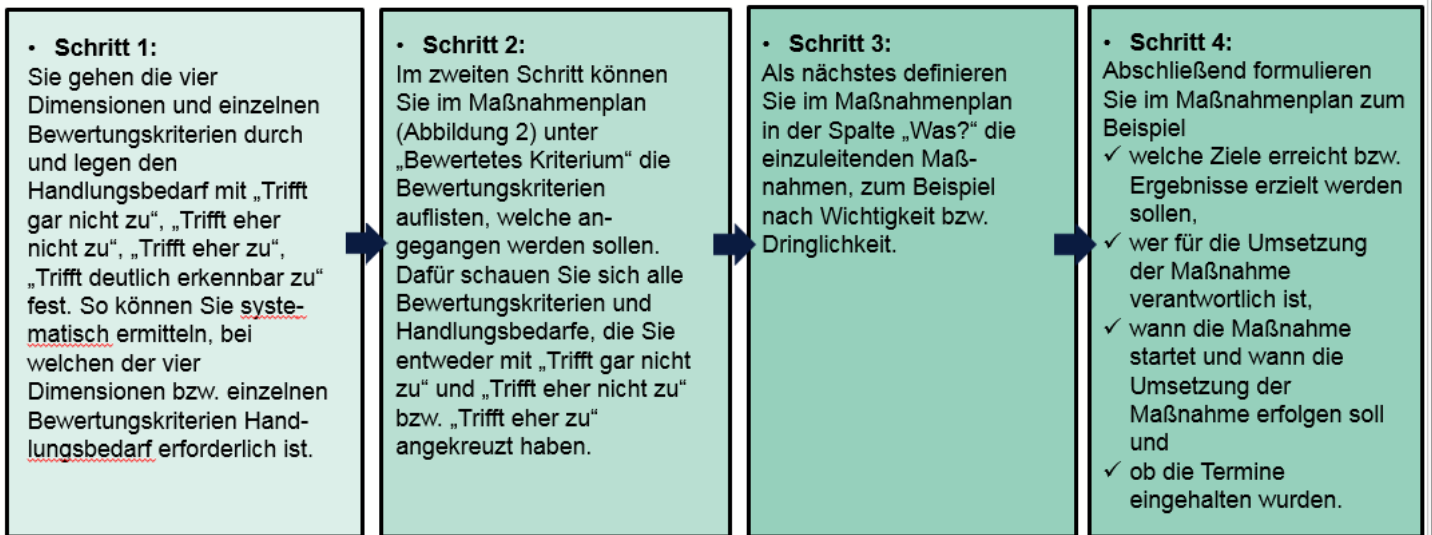 • Schritt 1:
Sie gehen die vier
Dimensionen und einzelnen
Bewertungskriterien durch
und legen den
Handlungsbedarf mit „Trifft
gar nicht zu“, „Trifft eher
nicht zu“, „Trifft eher zu“,
„Trifft deutlich erkennbar zu“
fest. So können Sie syste-
matisch ermitteln, bei
welchen der vier
Dimensionen bzw. einzelnen
Bewertungskriterien Hand-
lungsbedarf erforderlich ist.
• Schritt 2:
Im zweiten Schritt können
Sie im Maßnahmenplan
(Abbildung 2) unter
„Bewertetes Kriterium“ die
Bewertungskriterien
auflisten, welche an-
gegangen werden sollen.
Dafür schauen Sie sich alle
Bewertungskriterien und
Handlungsbedarfe, die Sie
entweder mit „Trifft gar nicht
zu“ und „Trifft eher nicht zu“
bzw. „Trifft eher zu“
angekreuzt haben.
• Schritt 3:
Als nächstes definieren
Sie im Maßnahmenplan
in der Spalte „Was?“ die
einzuleitenden Maß-
nahmen, zum Beispiel
nach Wichtigkeit bzw.
Dringlichkeit.
• Schritt 4:
Abschließend formulieren
Sie im Maßnahmenplan zum
Beispiel
✓ welche Ziele erreicht bzw.
Ergebnisse erzielt werden
sollen,
✓ wer für die Umsetzung
der Maßnahme
verantwortlich ist,
✓ wann die Maßnahme
startet und wann die
Umsetzung der
Maßnahme erfolgen soll
und
✓ ob die Termine
eingehalten wurden.